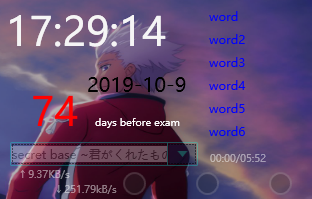 17:29:14
word
word2
word3
word4
word5
word6
2019-10-9
74
days before exam
secret base ~君がくれたもの
00:00/05:52
↑9.37KB/s
↓251.79kB/s